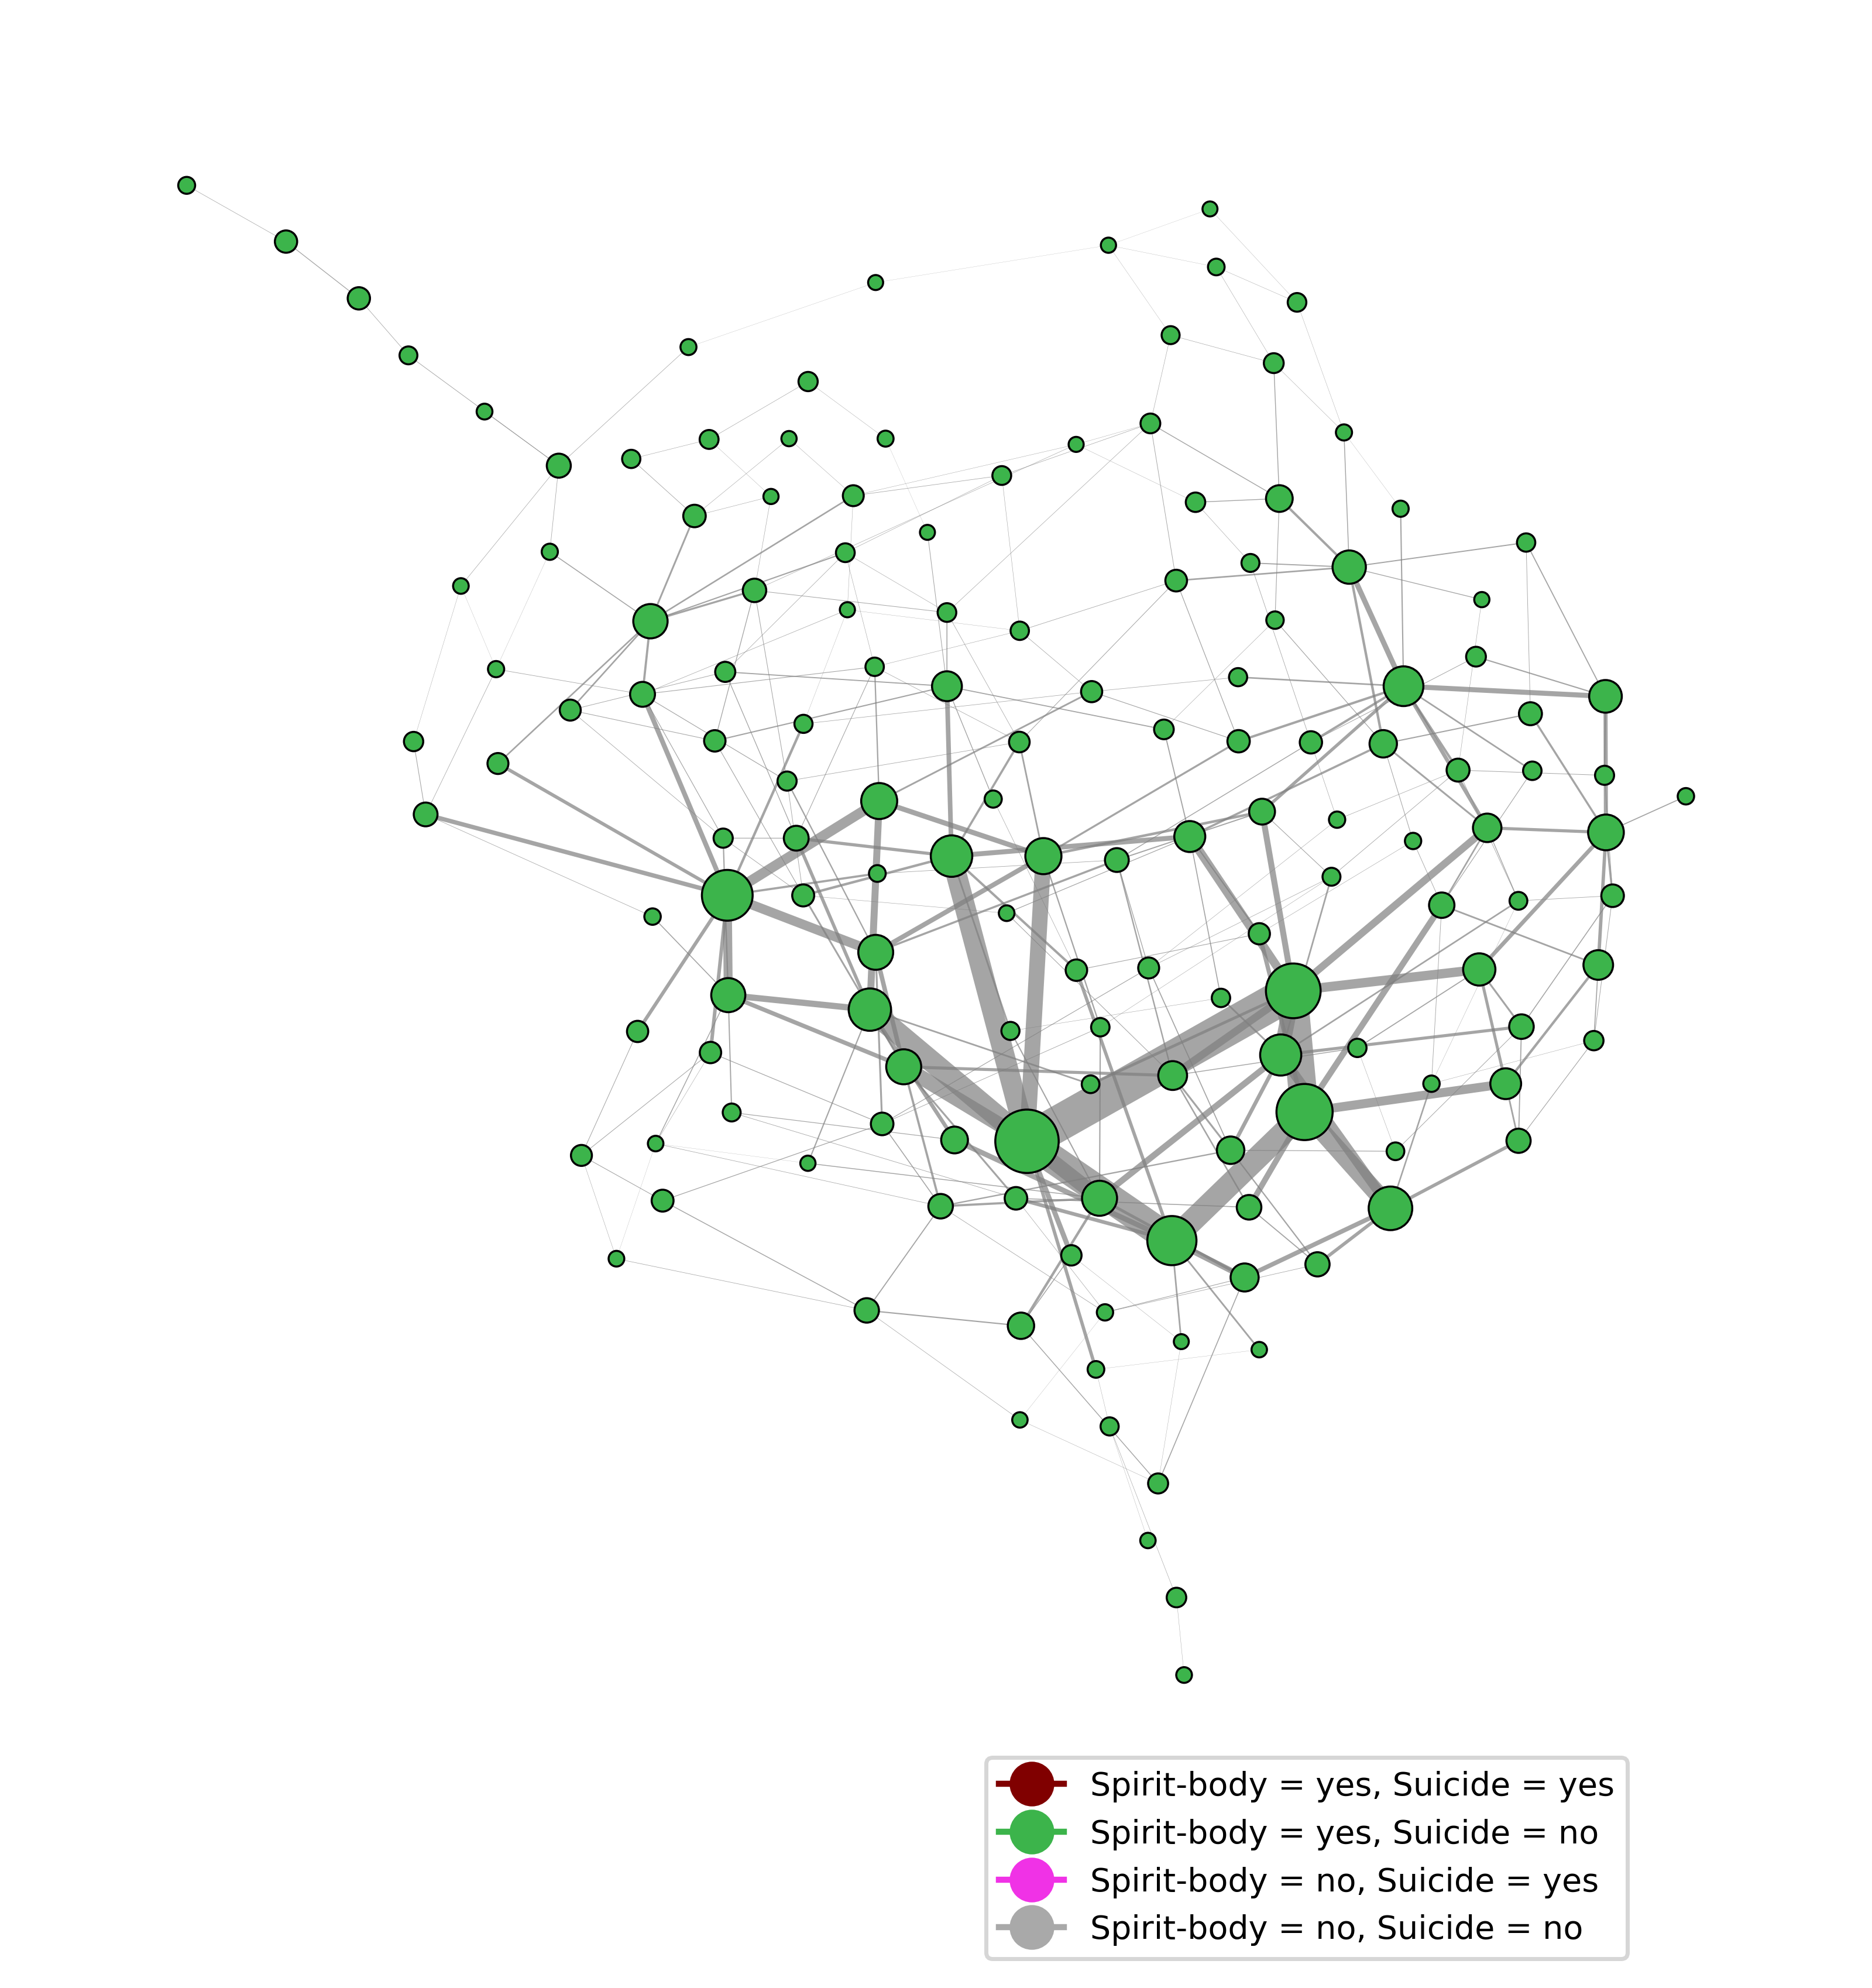 Spirit-body = yes, Suicide = yes
Spirit-body = yes, Suicide = no
Spirit-body = no, Suicide = yes
Spirit-body = no, Suicide = no